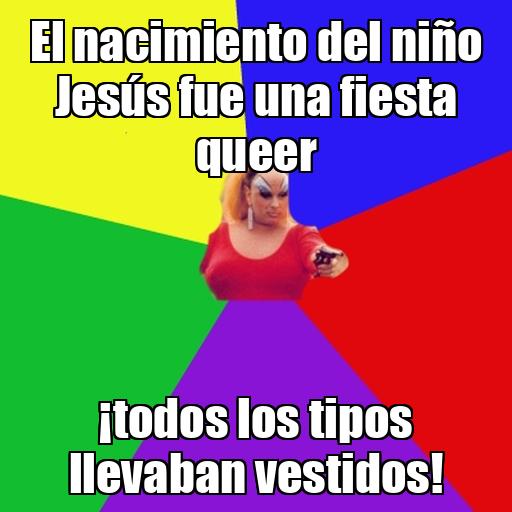 El nacimiento del niño
Jesús fue una fiesta
queer
¡todos los tipos
llevaban vestidos!